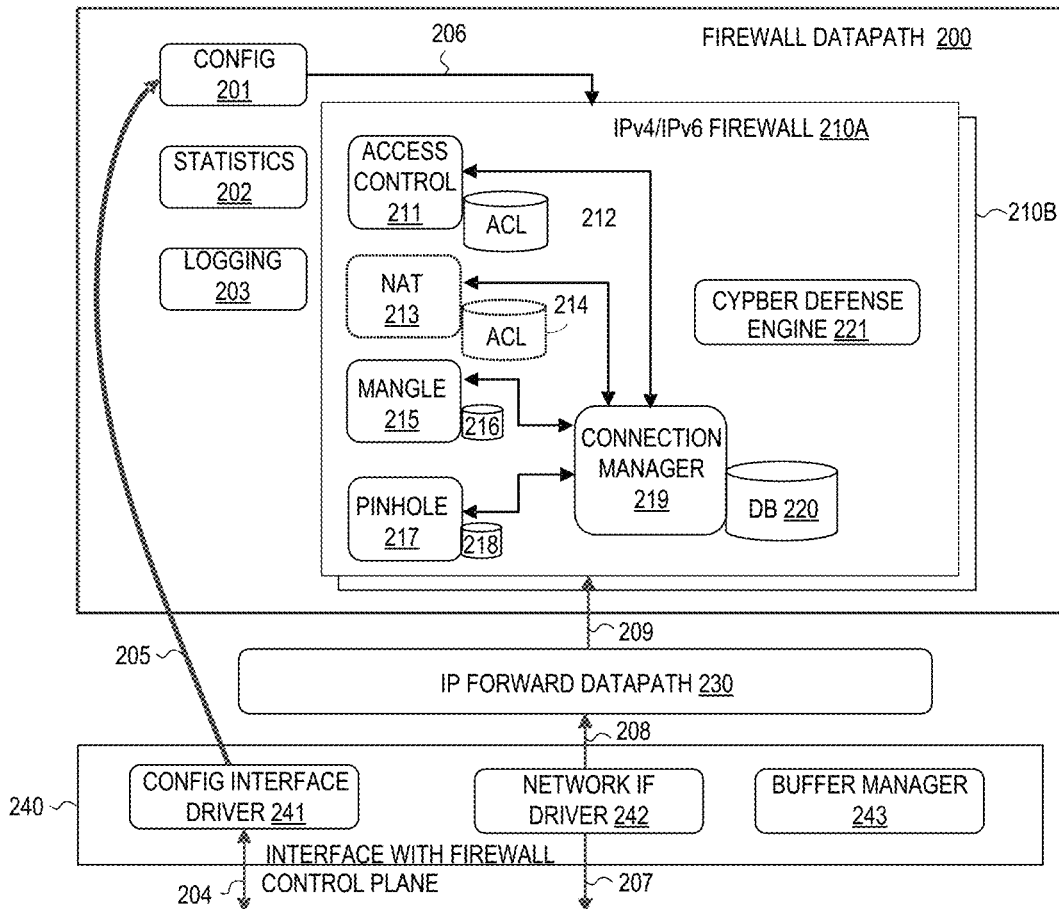 FIREWALL DATAPATH 200
CONFIG
201
206
IPv4/IPv6 FIREWALL 210A
ACCESS
CONTROL
211
ACL
212
STATISTICS
202
210B
LOGGING
203
NAT
213
214
ACL
CYPBER DEFENSE
ENGINE 221
MANGLE
215
216
CONNECTION
MANAGER
219
DB 220
PINHOLE
217
218
209
205
IP FORWARD DATAPATH 230
208
CONFIG INTERFACE
DRIVER 241
NETWORK IF
DRIVER 242
BUFFER MANAGER
243
240
INTERFACE WITH FIREWALL
CONTROL PLANE
204
207